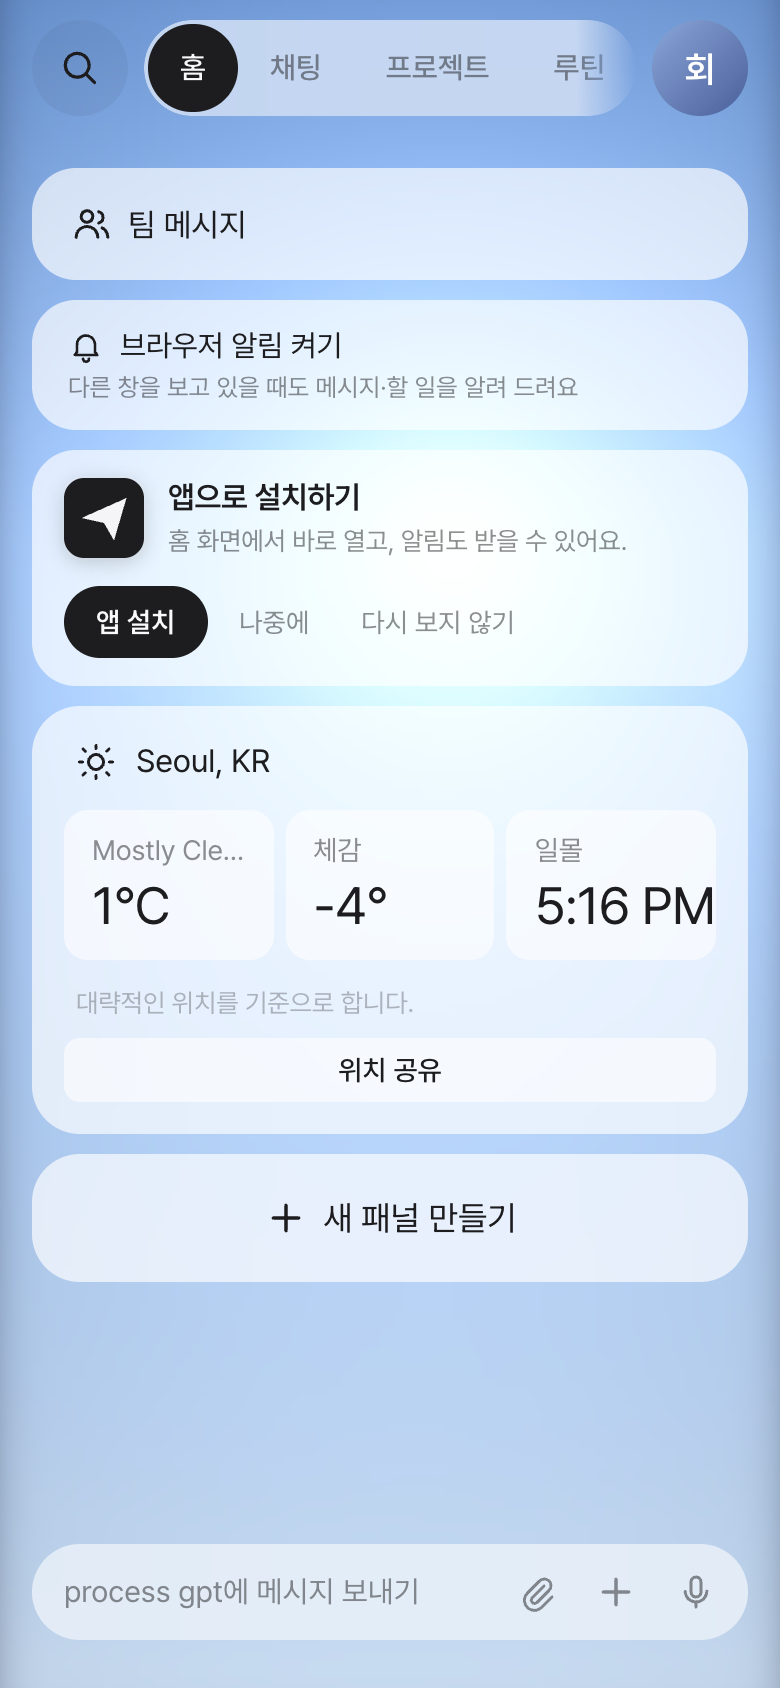 홈
채팅
프로젝트
루틴
회
팀 메시지
브라우저 알림 켜기
다른 창을 보고 있을 때도 메시지·할 일을 알려 드려요
앱으로 설치하기
홈 화면에서 바로 열고, 알림도 받을 수 있어요.
앱 설치
나중에
다시 보지 않기
Seoul, KR
Mostly Cle...
체감
일몰
1°C
-4°
5:16 PM
대략적인 위치를 기준으로 합니다.
위치 공유
새 패널 만들기
process gpt에 메시지 보내기